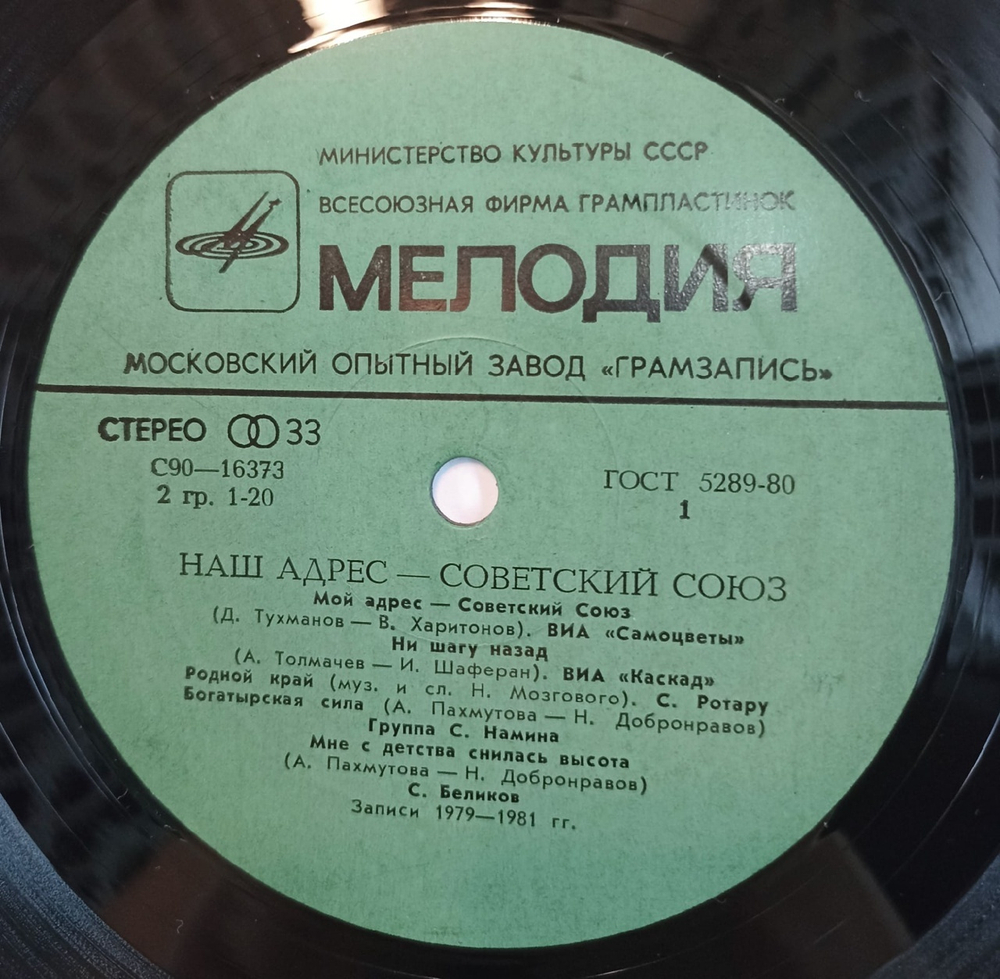 МИНИСТЕРСТВО КУЛЬТУРЫ СССР
ВСЕСОЮЗНАЯ ФИРМА ГРАМПЛАСТИНОК
МЕЛОДИЯ
МОСКОВСКИЙ ОПЫТНЫЙ ЗАВОД «ГРАМЗАПИСЬ»
СТЕРЕО 33
С90—16373
2 гр. 1-20
ГОСТ 5289-80
1
НАШ АДРЕС — СОВЕТСКИЙ СОЮЗ
Мой адрес — Советский Союз
(Д. Тухманов — В. Харитонов). ВИА «Самоцветы»
Ни шагу назад
(А. Толмачев — И. Шаферан). ВИА «Каскад»
Родной край (муз. и сл. Н. Мозгового). С. Ротару
Богатырская сила (А. Пахмутова — Н. Добронравов)
Группа С. Намина
Мне с детства снилась высота
(А. Пахмутова — Н. Добронравов)
С. Беликов
Записи 1979—1981 гг.